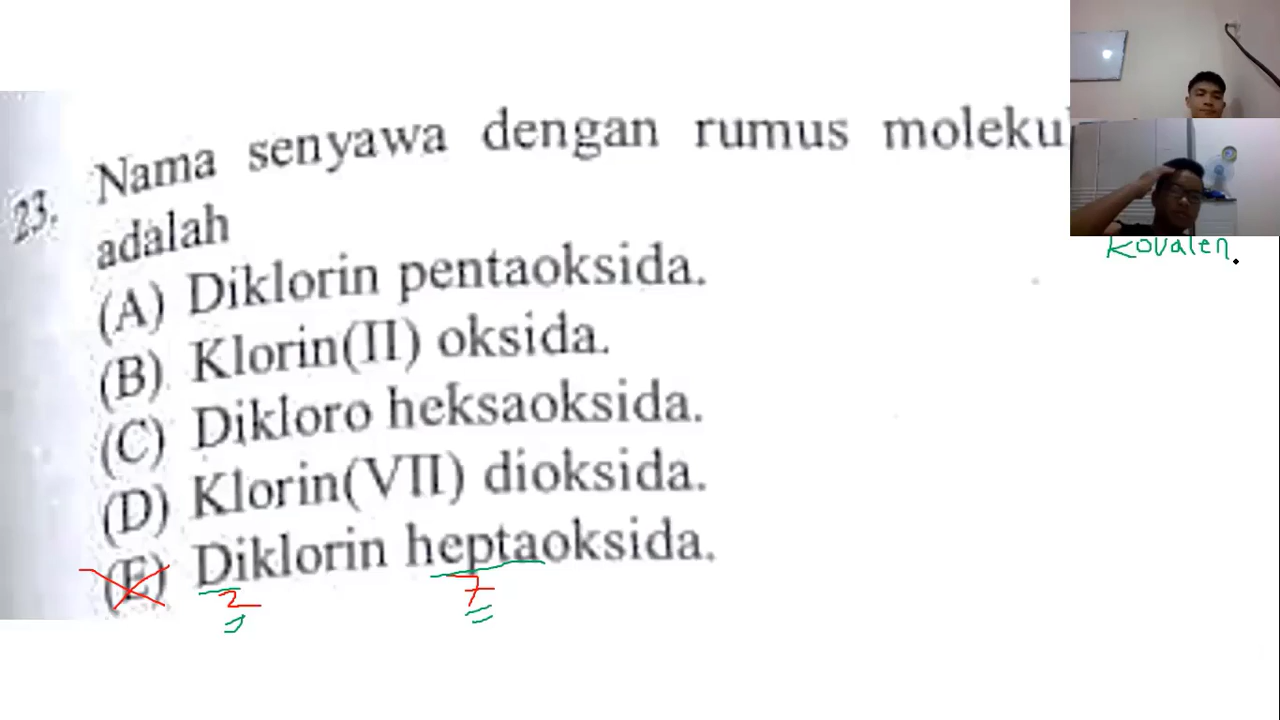 23. Nama senyawa dengan rumus moleku
adalah
Kovalen.
(A) Diklorin pentaoksida.
(B) Klorin(II) oksida.
(C) Dikloro heksaoksida.
(D) Klorin(VII) dioksida.
(E) Diklorin heptaoksida.
2 7